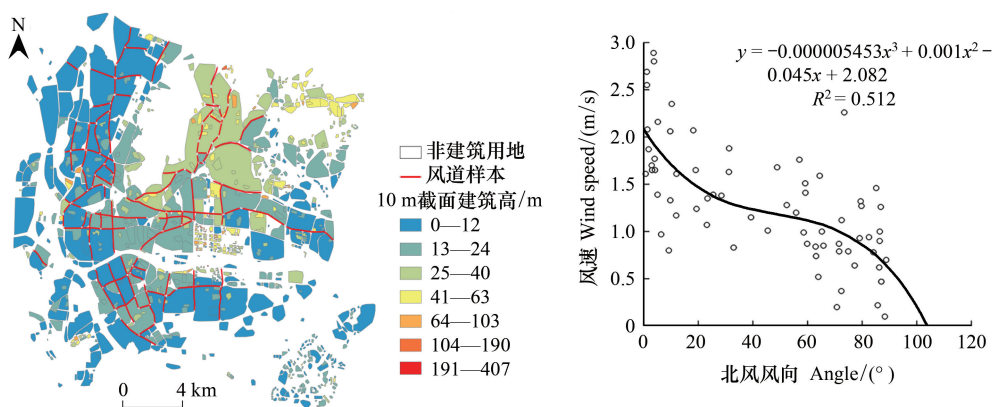 N
非建筑用地
风道样本
10 m截面建筑高/m
0—12
13—24
25—40
41—63
64—103
104—190
191—407
0 4 km
y = −0.000005453x³ + 0.001x² −
0.045x + 2.082
R² = 0.512
风速 Wind speed/(m/s)
3.0
2.5
2.0
1.5
1.0
0.5
0
0 20 40 60 80 100 120
北风风向 Angle/(°)